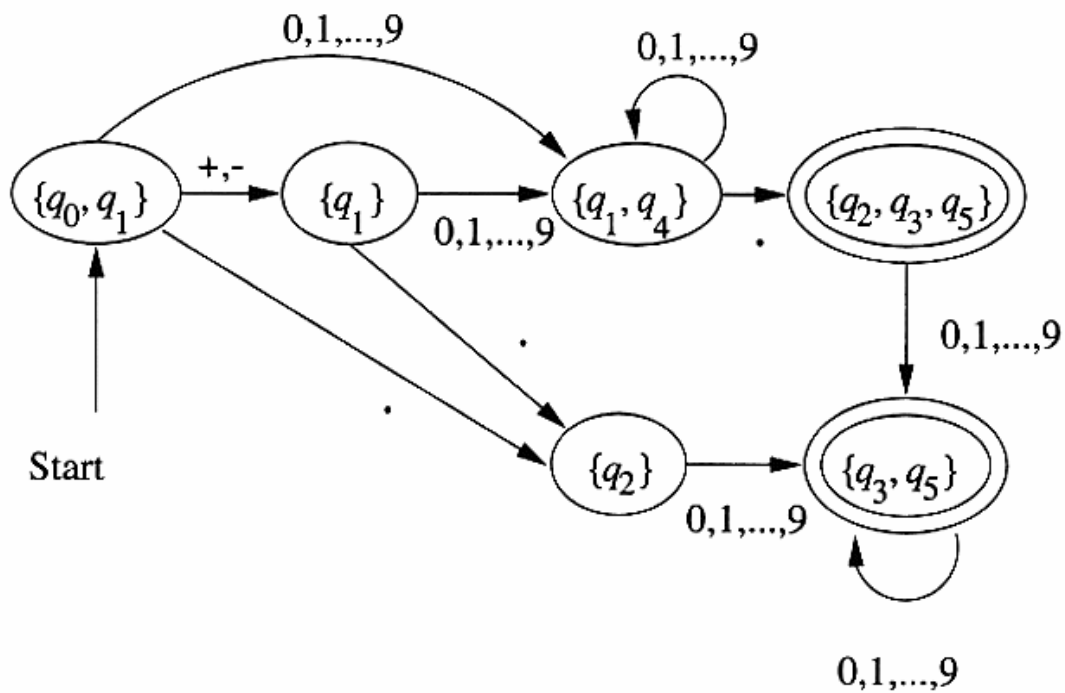 0,1,...,9
0,1,...,9
+,-
{q0, q1}
{q1}
{q1, q4}
{q2, q3, q5}
0,1,...,9
.
0,1,...,9
.
.
Start
{q2}
{q3, q5}
0,1,...,9
0,1,...,9